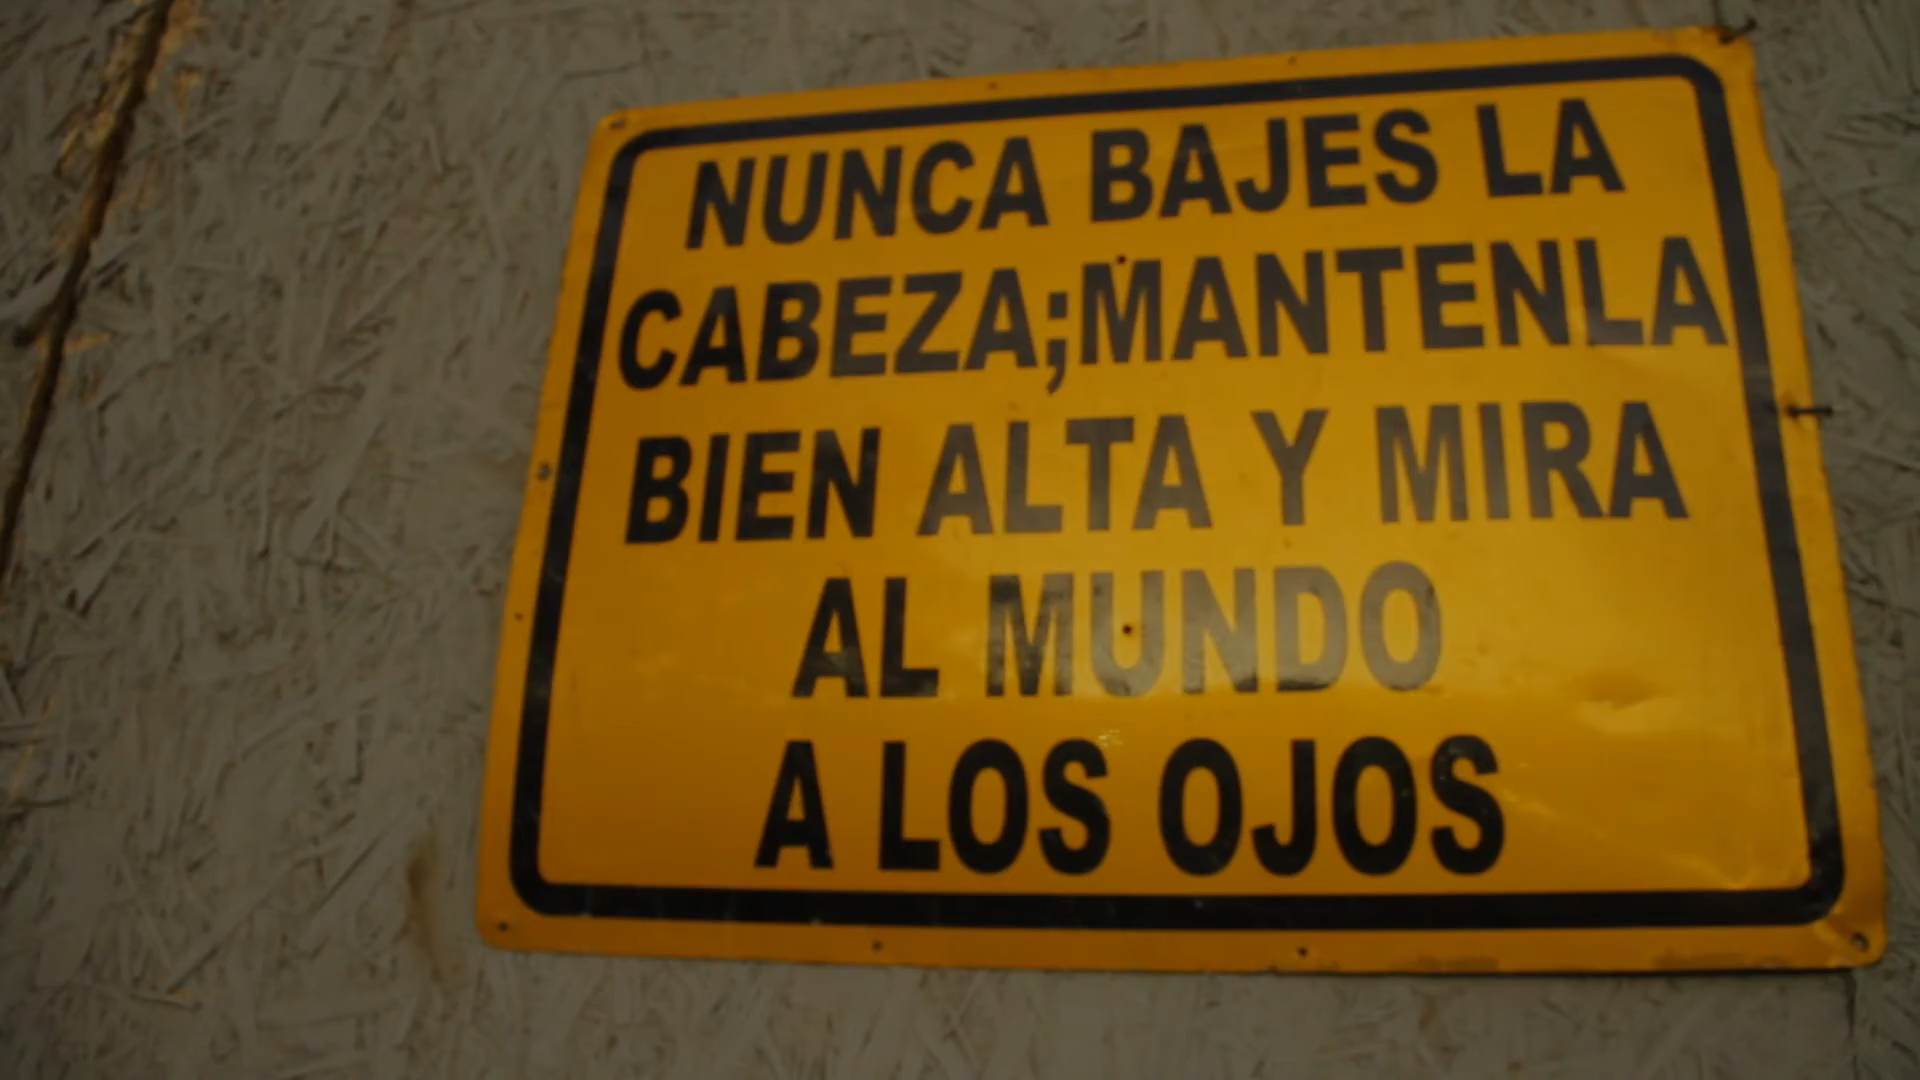 NUNCA BAJES LA
CABEZA;MANTENLA
BIEN ALTA Y MIRA
AL MUNDO
A LOS OJOS